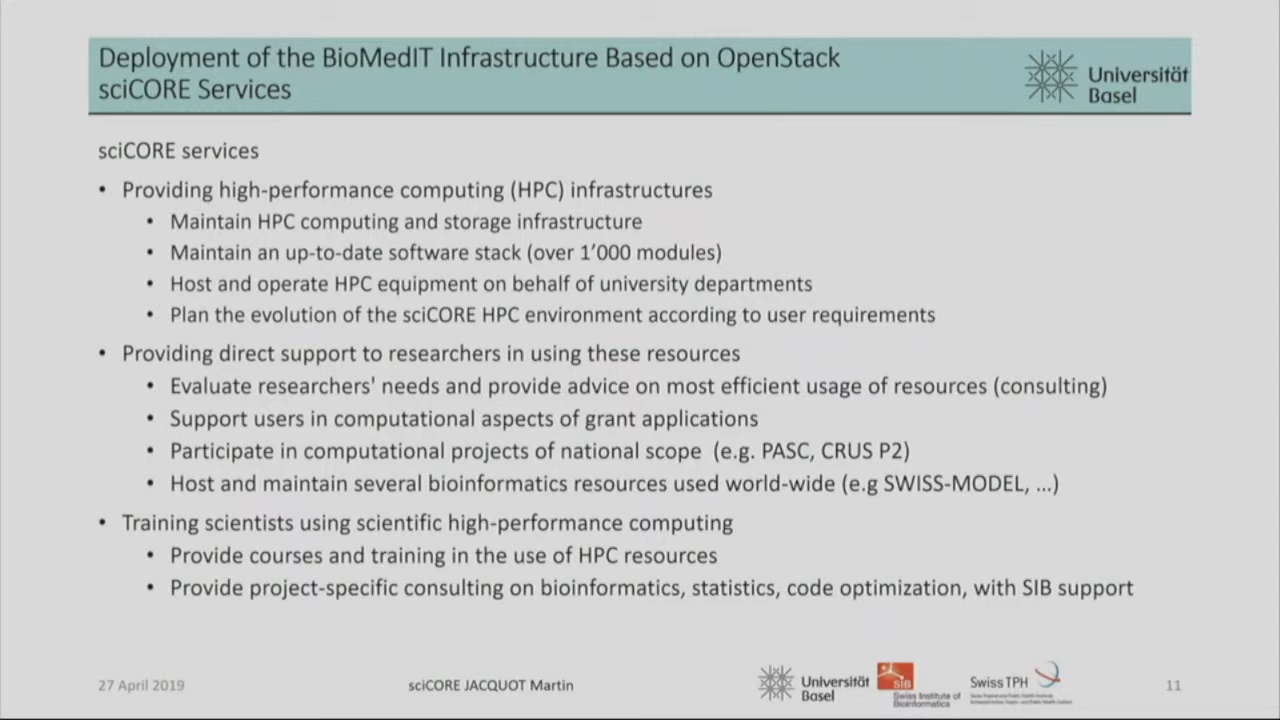 Deployment of the BioMedIT Infrastructure Based on OpenStack
sciCORE Services
Universität
Basel
sciCORE services
• Providing high-performance computing (HPC) infrastructures
• Maintain HPC computing and storage infrastructure
• Maintain an up-to-date software stack (over 1’000 modules)
• Host and operate HPC equipment on behalf of university departments
• Plan the evolution of the sciCORE HPC environment according to user requirements
• Providing direct support to researchers in using these resources
• Evaluate researchers' needs and provide advice on most efficient usage of resources (consulting)
• Support users in computational aspects of grant applications
• Participate in computational projects of national scope (e.g. PASC, CRUS P2)
• Host and maintain several bioinformatics resources used world-wide (e.g SWISS-MODEL, ...)
• Training scientists using scientific high-performance computing
• Provide courses and training in the use of HPC resources
• Provide project-specific consulting on bioinformatics, statistics, code optimization, with SIB support
27 April 2019
sciCORE JACQUOT Martin
Universität
Basel
SIB
Swiss Institute of
Bioinformatics
Swiss TPH
11